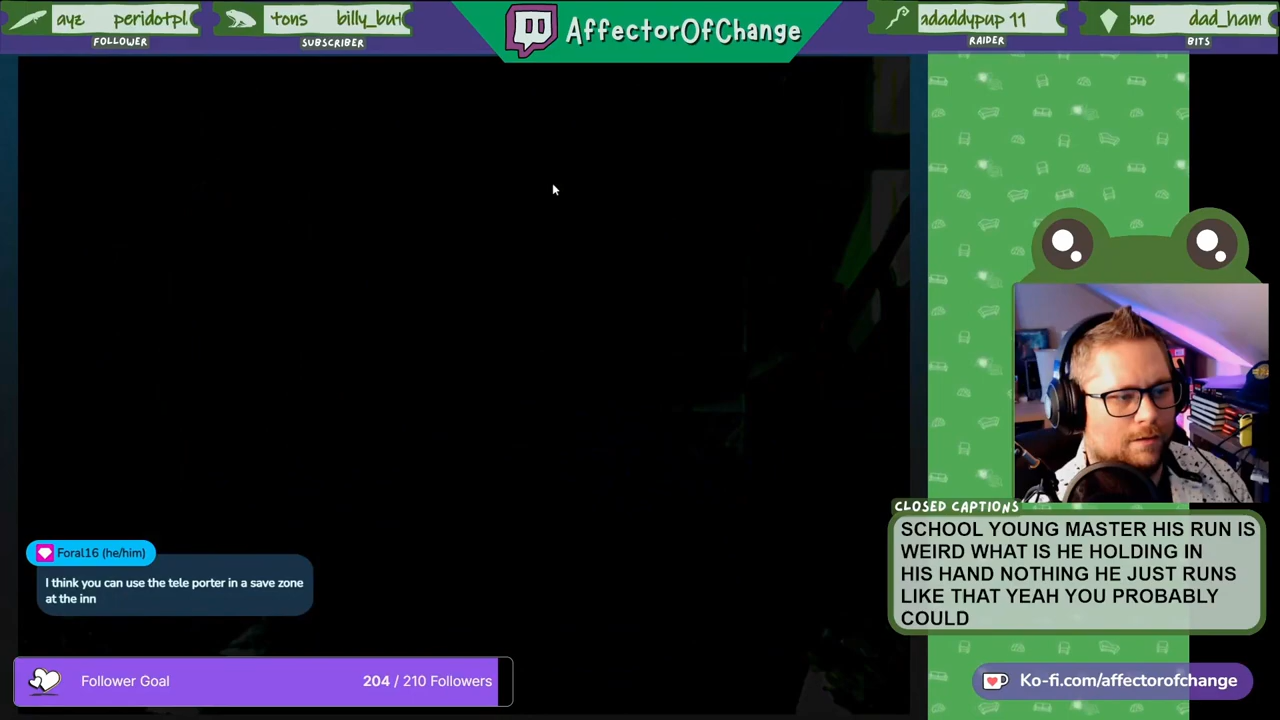 ayz peridotpl
FOLLOWER
tons billy_but
SUBSCRIBER
AffectorOfChange
adaddypup 11
RAIDER
one dad_ham
BITS
Foral16 (he/him)
I think you can use the tele porter in a save zone
at the inn
Follower Goal 204 / 210 Followers
CLOSED CAPTIONS
SCHOOL YOUNG MASTER HIS RUN IS
WEIRD WHAT IS HE HOLDING IN
HIS HAND NOTHING HE JUST RUNS
LIKE THAT YEAH YOU PROBABLY
COULD
Ko-fi.com/affectorofchange